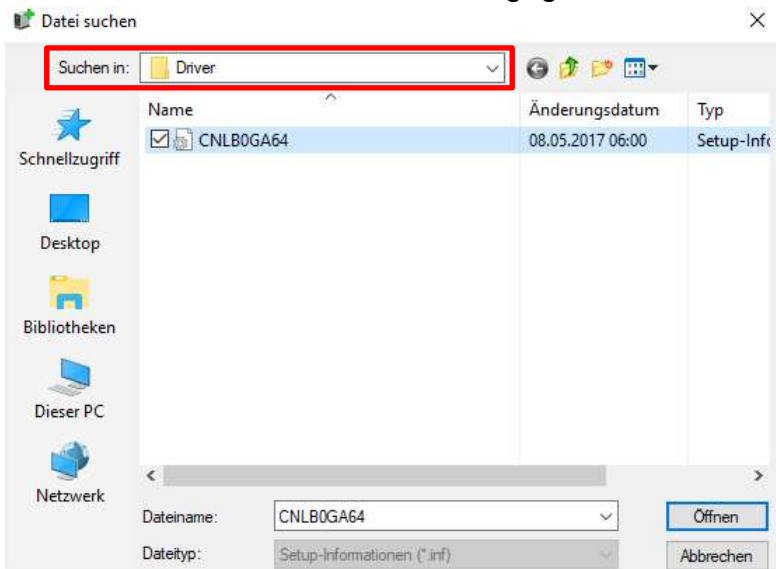 Datei suchen
Suchen in: Driver
Name Änderungsdatum Typ
CNLB0GA64 08.05.2017 06:00 Setup-Info
Schnellzugriff
Desktop
Bibliotheken
Dieser PC
Netzwerk
Dateiname: CNLB0GA64 Öffnen
Dateityp: Setup-Informationen (*.inf) Abbrechen